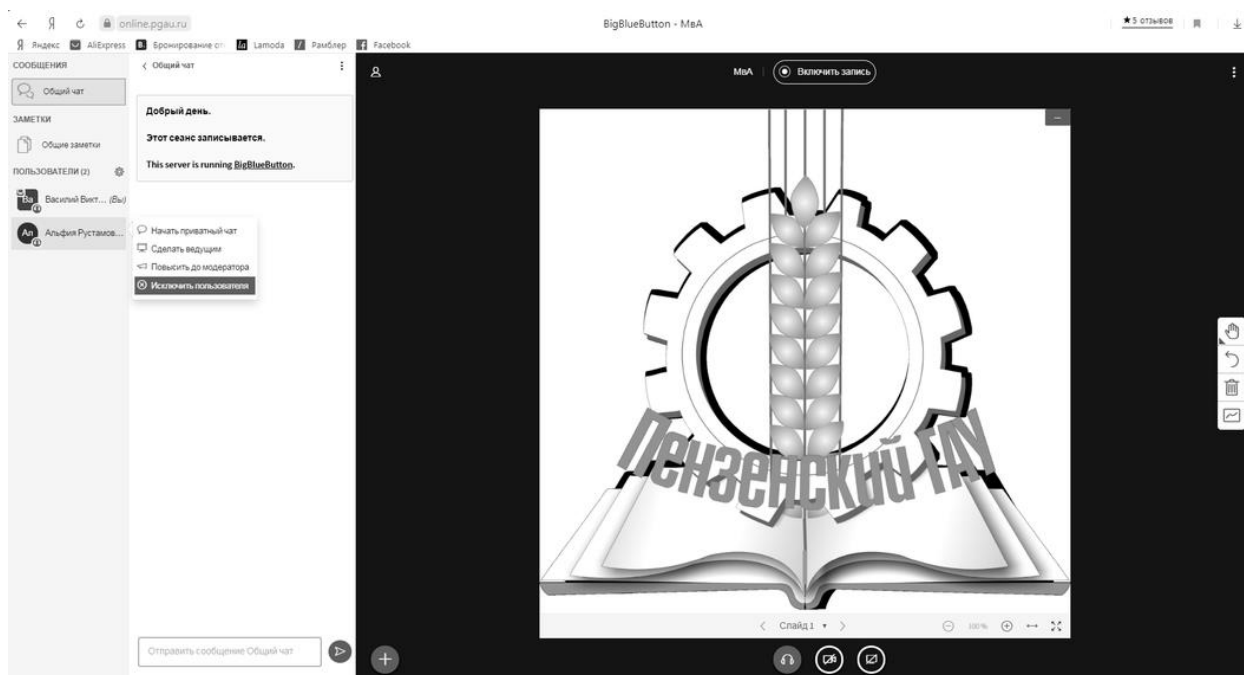 online.pgau.ru
BigBlueButton - МвА
★5 отзывов
Яндекс AliExpress Бронирование от Lamoda Рамблер Facebook
СООБЩЕНИЯ
Общий чат
Общий чат
ЗАМЕТКИ
Общие заметки
ПОЛЬЗОВАТЕЛИ (2)
Ва Василий Викт... (Вы)
Ал Альфия Рустамов...
Добрый день.
Этот сеанс записывается.
This server is running BigBlueButton.
Начать приватный чат
Сделать ведущим
Повысить до модератора
Исключить пользователя
Отправить сообщение Общий чат
МвА | Включить запись
Пензенский ГАУ
Слайд 1
100%